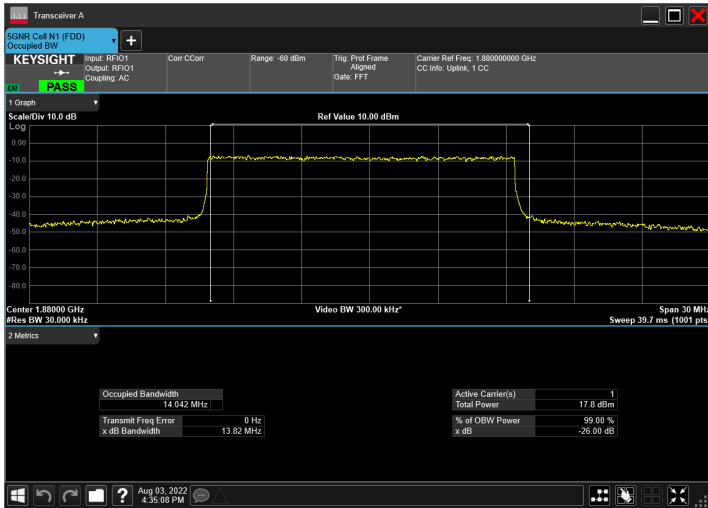 Transceiver A
5GNR Cell N1 (FDD)
Occupied BW
KEYSIGHT
LXI
PASS
Input: RFIO1
Output: RFIO1
Coupling: AC
Corr CCorr
Range: -60 dBm
Trig: Prot Frame
Aligned
Gate: FFT
Carrier Ref Freq: 1.880000000 GHz
CC Info: Uplink, 1 CC
1 Graph
Scale/Div 10.0 dB
Ref Value 10.00 dBm
Log
0.00
-10.0
-20.0
-30.0
-40.0
-50.0
-60.0
-70.0
-80.0
Center 1.88000 GHz
Video BW 300.00 kHz*
Span 30 MHz
#Res BW 30.000 kHz
Sweep 39.7 ms (1001 pts)
2 Metrics
Occupied Bandwidth
14.042 MHz
Transmit Freq Error 0 Hz
x dB Bandwidth 13.82 MHz
Active Carrier(s) 1
Total Power 17.8 dBm
% of OBW Power 99.00 %
x dB -26.00 dB
Aug 03, 2022
4:35:08 PM